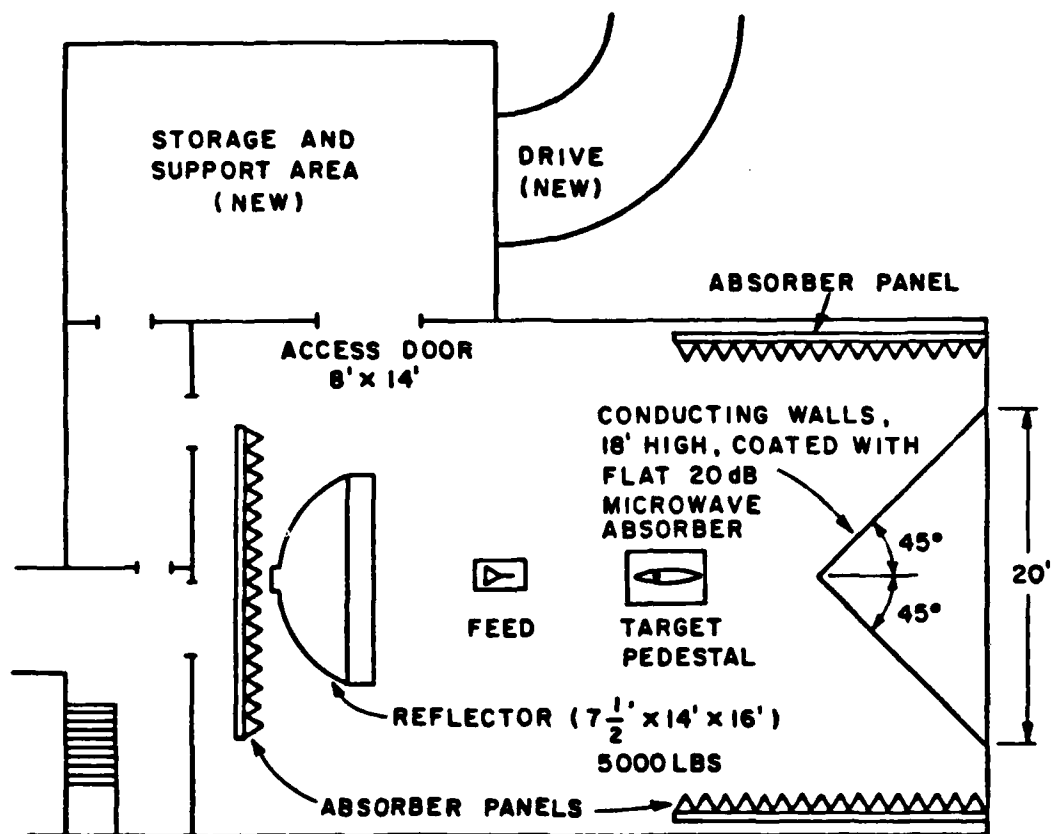 STORAGE AND
SUPPORT AREA
(NEW)
DRIVE
(NEW)
ABSORBER PANEL
ACCESS DOOR
8' X 14'
CONDUCTING WALLS,
18' HIGH, COATED WITH
FLAT 20 dB
MICROWAVE
ABSORBER
45°
45°
20'
FEED
TARGET
PEDESTAL
REFLECTOR (7 1/2' X 14' X 16')
5000 LBS
ABSORBER PANELS